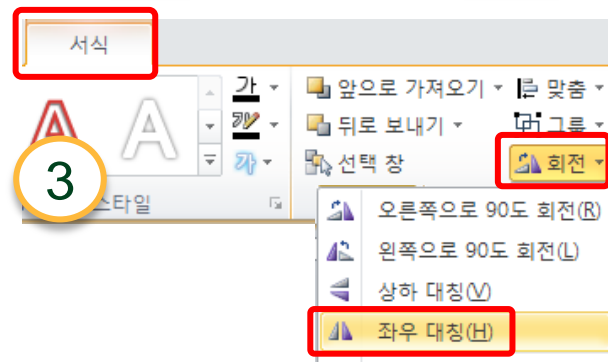 서식
가
가
앞으로 가져오기
맞춤
뒤로 보내기
그룹
선택 창
회전
3
스타일
오른쪽으로 90도 회전(R)
왼쪽으로 90도 회전(L)
상하 대칭(V)
좌우 대칭(H)